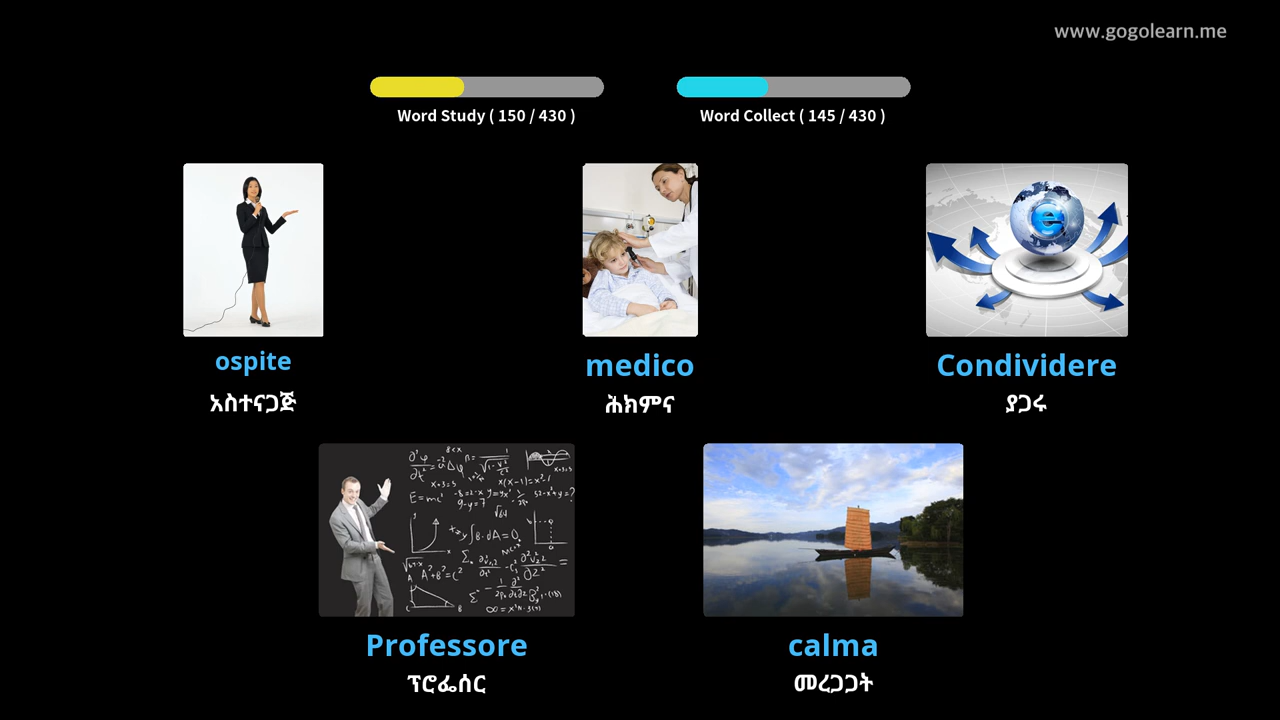 www.gogolearn.me
Word Study ( 150 / 430 )
Word Collect ( 145 / 430 )
ospite
አስተናጋጅ
medico
ሕክምና
Condividere
ያጋሩ
Professore
ፕሮፌሰር
calma
መረጋጋት